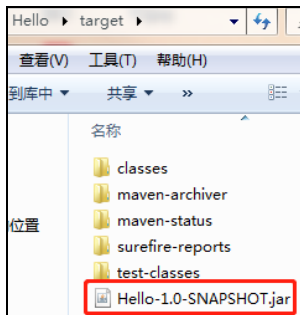 Hello ▸ target ▸
查看(V) 工具(T) 帮助(H)
到库中 ▼ 共享 ▼ »
名称
classes
maven-archiver
maven-status
位置
surefire-reports
test-classes
Hello-1.0-SNAPSHOT.jar